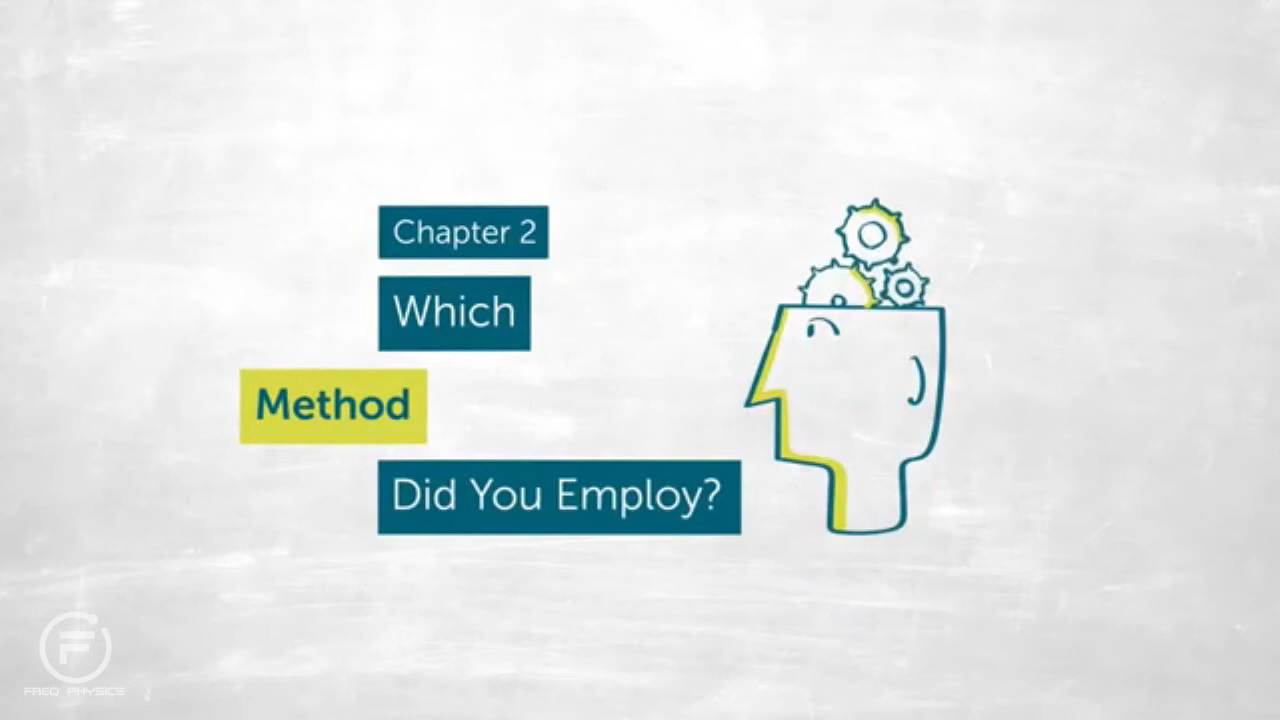 Chapter 2
Which
Method
Did You Employ?
FREQ PHYSICS